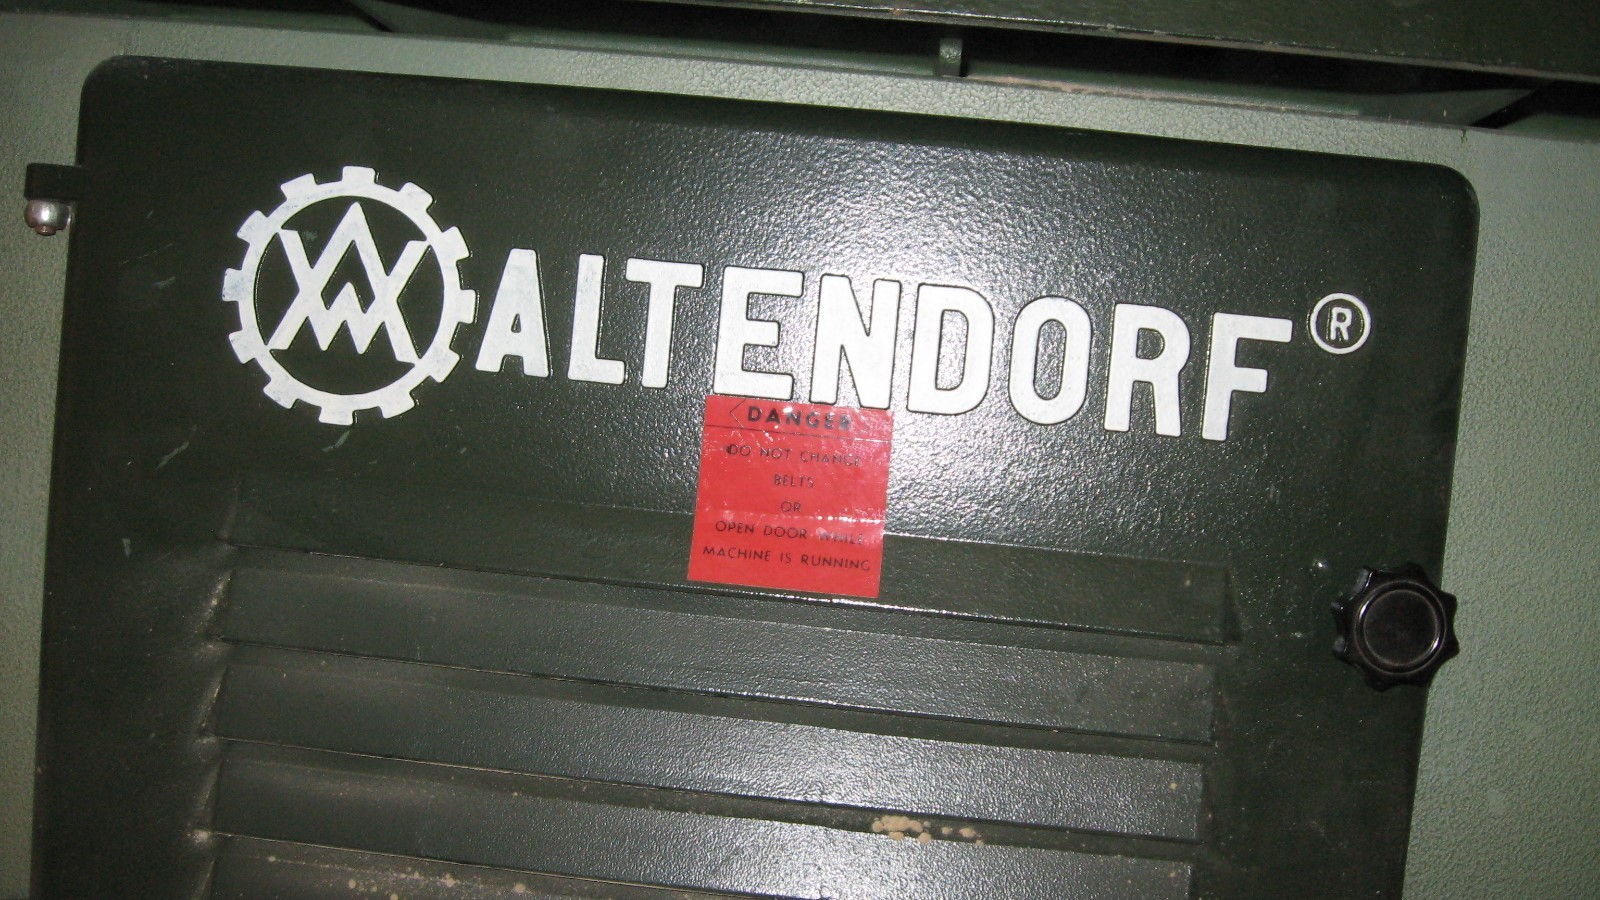 ALTENDORF ®
DANGER
DO NOT CHANGE
BELTS
OR
OPEN DOOR WHILE
MACHINE IS RUNNING